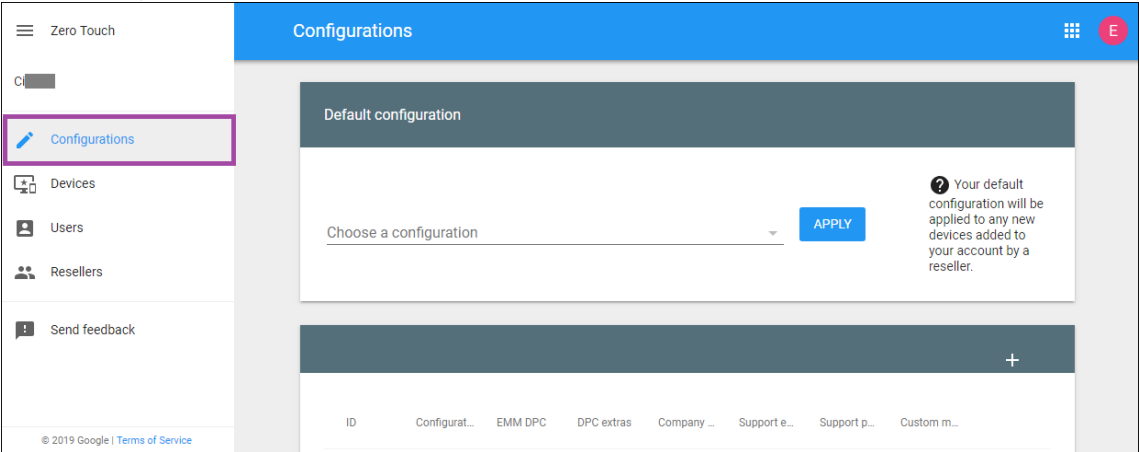 Zero Touch
Configurations
E
Ci
Configurations
Devices
Users
Resellers
Send feedback
© 2019 Google | Terms of Service
Default configuration
Choose a configuration
APPLY
? Your default
configuration will be
applied to any new
devices added to
your account by a
reseller.
+
ID Configurat... EMM DPC DPC extras Company ... Support e... Support p... Custom m...